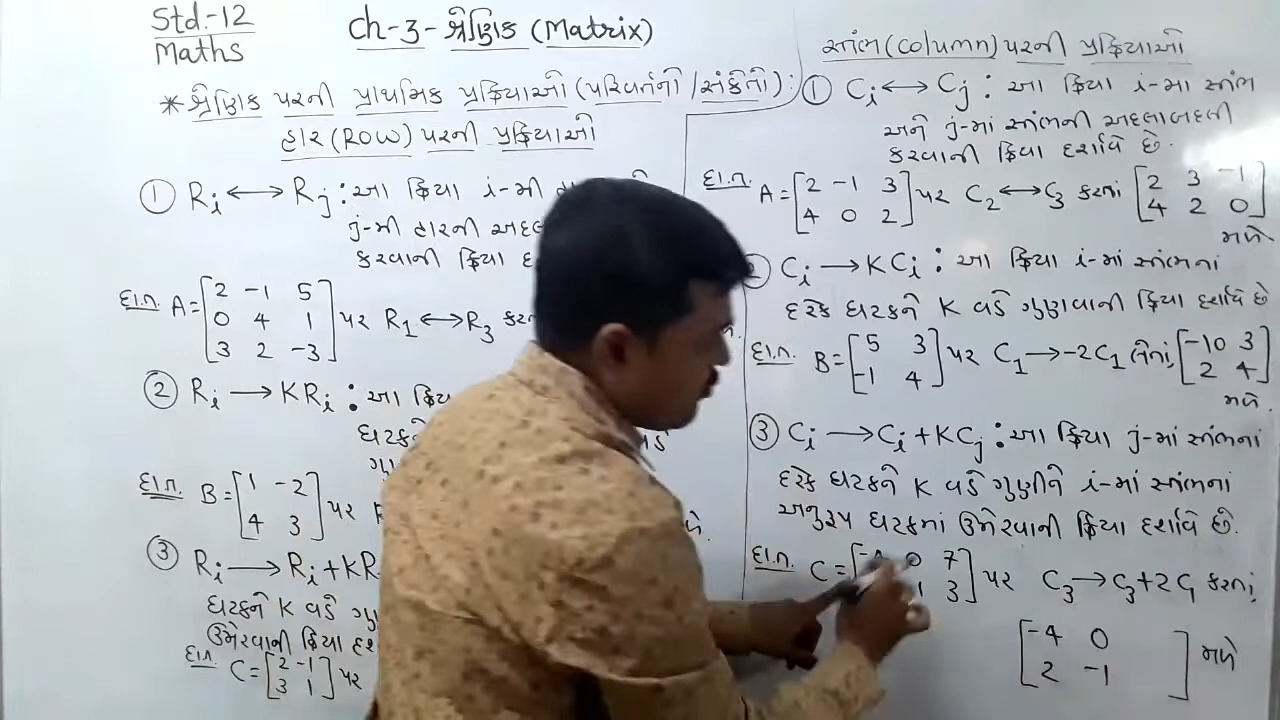 Std.-12
Maths
Ch-3-શ્રેણિક (Matrix)
*શ્રેણિક પરની પ્રાથમિક પ્રક્રિયાઓ (પરિવર્તનો/સંકેતો):
હાર(ROW) પરની પ્રક્રિયાઓ
① Ri ⟷ Rj : આ ક્રિયા i-મી
j-મી હારની
કરવાની ક્રિયા
દા.ત. A = [2 -1 5
0 4 1
3 2 -3] પર R1 ⟷ R3
② Ri → KRi : આ
ઘટકને
દા.ત. B = [1 -2
4 3] પર
③ Ri → Ri + KR
ઘટકને K વડે
ઉમેરવાની ક્રિયા
દા.ત. C = [2 -1
3 1] પર
સ્તંભ (Column) પરની પ્રક્રિયાઓ
① Ci ⟷ Cj : આ ક્રિયા i-મા સ્તંભ
અને j-માં સ્તંભની અદલાબદલી
કરવાની ક્રિયા દર્શાવે છે.
દા.ત. A = [2 -1 3
4 0 2] પર C2 ⟷ C3 કરતાં [2 3 -1
4 2 0]
મળે.
Ci → KCi : આ ક્રિયા i-માં સ્તંભનાં
દરેક ઘટકને K વડે ગુણવાની ક્રિયા દર્શાવે છે
દા.ત. B = [5 3
-1 4] પર C1 → -2C1 લેતાં, [-10 3
2 4]
મળે.
③ Ci → Ci + KCj : આ ક્રિયા j-માં સ્તંભનાં
દરેક ઘટકને K વડે ગુણીને i-માં સ્તંભનાં
અનુરૂપ ઘટકમાં ઉમેરવાની ક્રિયા દર્શાવે છે.
દા.ત. C = [ 0 7
1 3] પર C3 → C3 + 2C1 કરતાં,
[-4 0
2 -1 ] મળે